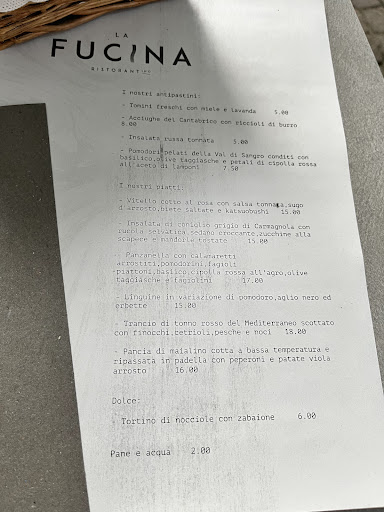 LA
FUCINA
RISTORANTINO
I nostri antipastini:
- Tomini freschi con miele e lavanda 5.00
- Acciughe del Cantabrico con riccioli di burro
8.00
- Insalata russa tonnata 5.00
- Pomodori pelati della Val di Sangro conditi con
basilico,olive taggiasche e petali di cipolla rossa
all'aceto di lamponi 7.50
I nostri piatti:
- Vitello cotto al rosa con salsa tonnata,sugo
d'arrosto,biete saltate e katsuobushi 15.00
- Insalata di coniglio grigio di Carmagnola con
rucola selvatica,sedano croccante,zucchine alla
scapece e mandorle tostate 15.00
- Panzanella con calamaretti
arrostiti,pomodorini,fagioli
piattoni,basilico,cipolla rossa all'agro,olive
taggiasche e fagiolini 17.00
- Linguine in variazione di pomodoro,aglio nero ed
erbette 15.00
- Trancio di tonno rosso del Mediterraneo scottato
con finocchi,cetrioli,pesche e noci 18.00
- Pancia di maialino cotta a bassa temperatura e
ripassata in padella con peperoni e patate viola
arrosto 16.00
Dolce:
- Tortino di nocciole con zabaione 6.00
Pane e acqua 2.00